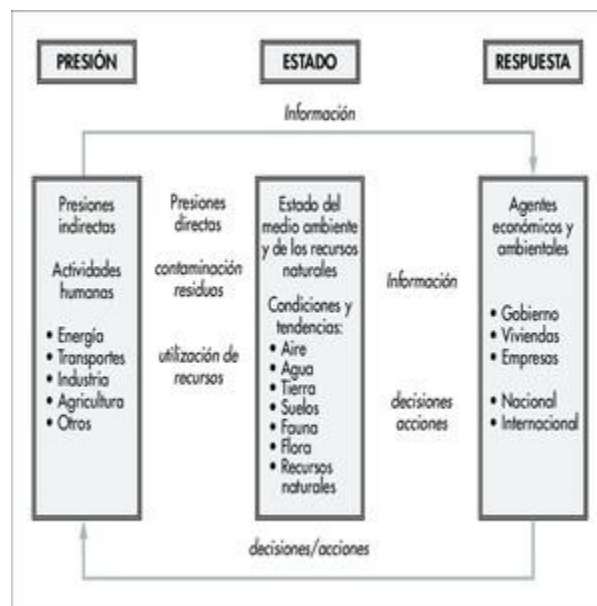 PRESIÓN
ESTADO
RESPUESTA
Información
Presiones
indirectas
Actividades
humanas
• Energía
• Transportes
• Industria
• Agricultura
• Otros
Presiones
directas
contaminación
residuos
utilización de
recursos
Estado del
medio ambiente
y de los recursos
naturales
Condiciones y
tendencias:
• Aire
• Agua
• Tierra
• Suelos
• Fauna
• Flora
• Recursos
naturales
Información
decisiones
acciones
Agentes
económicos y
ambientales
• Gobierno
• Viviendas
• Empresas
• Nacional
• Internacional
decisiones/acciones